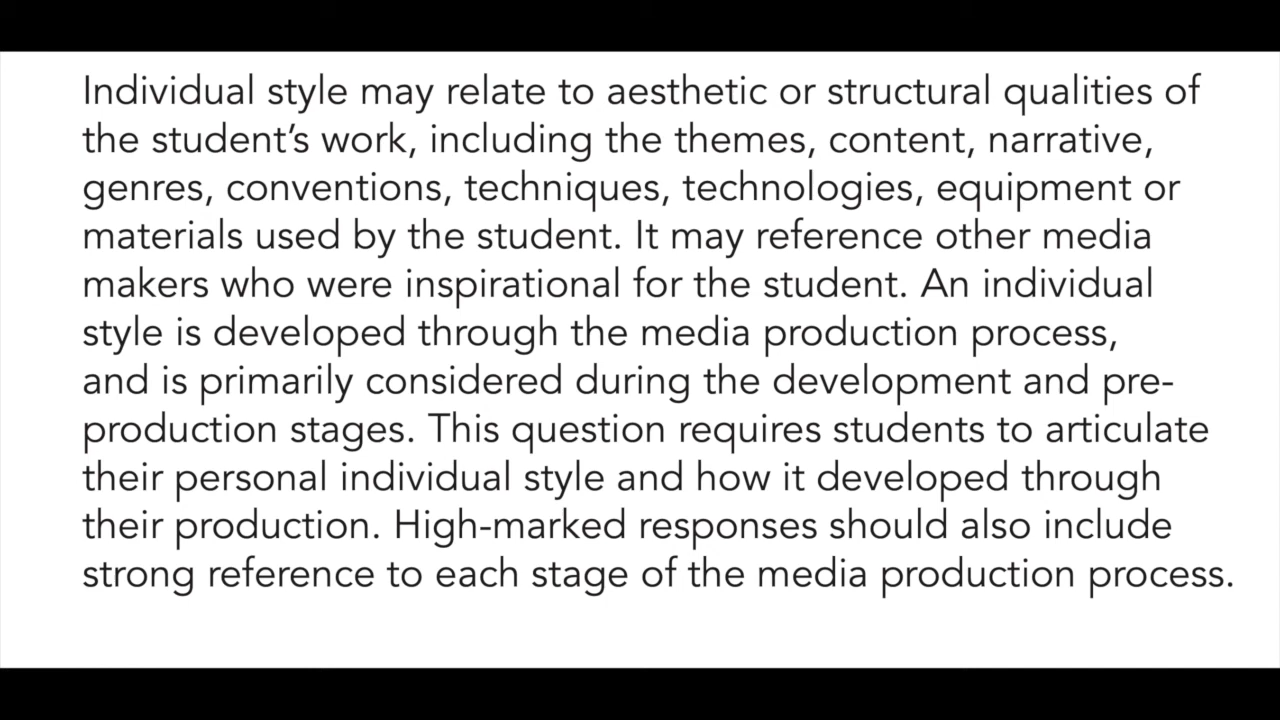 Individual style may relate to aesthetic or structural qualities of
the student’s work, including the themes, content, narrative,
genres, conventions, techniques, technologies, equipment or
materials used by the student. It may reference other media
makers who were inspirational for the student. An individual
style is developed through the media production process,
and is primarily considered during the development and pre-
production stages. This question requires students to articulate
their personal individual style and how it developed through
their production. High-marked responses should also include
strong reference to each stage of the media production process.